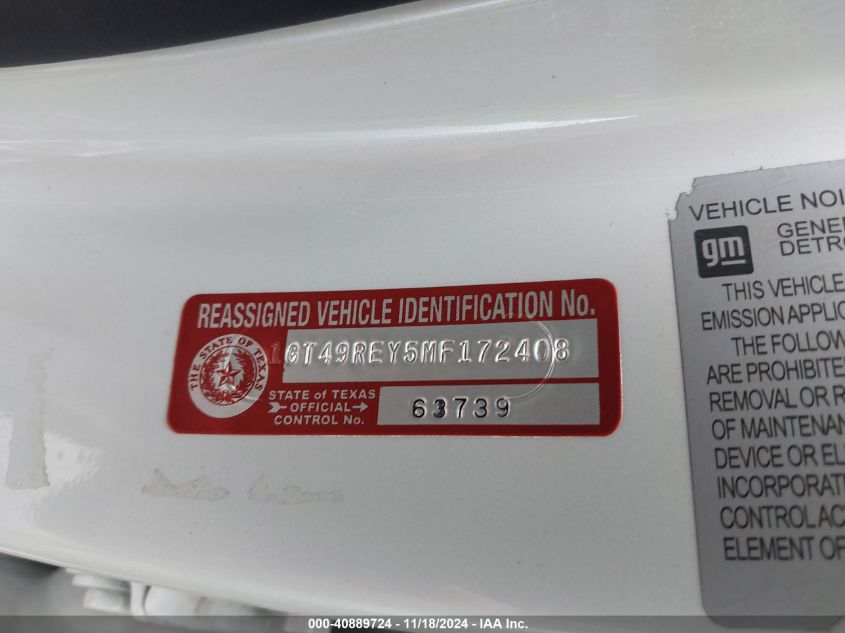 REASSIGNED VEHICLE IDENTIFICATION No.
1GT49REY5MF172408
THE STATE OF TEXAS
STATE of TEXAS
OFFICIAL
CONTROL No.
63739
VEHICLE NOI
gm
GENE
DETRO
THIS VEHICLE
EMISSION APPLIC
THE FOLLOW
ARE PROHIBITE
REMOVAL OR R
OF MAINTENAN
DEVICE OR EL
INCORPORATI
CONTROL AC
ELEMENT OF
000-40889724 - 11/18/2024 - IAA Inc.